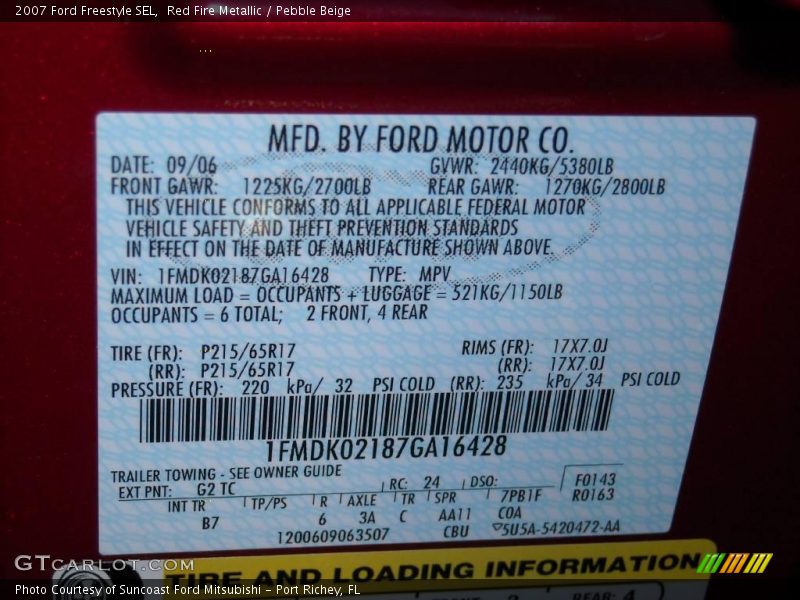 2007 Ford Freestyle SEL,  Red Fire Metallic / Pebble Beige
MFD. BY FORD MOTOR CO.
DATE: 09/06 GVWR: 2440KG/5380LB
FRONT GAWR: 1225KG/2700LB REAR GAWR: 1270KG/2800LB
THIS VEHICLE CONFORMS TO ALL APPLICABLE FEDERAL MOTOR
VEHICLE SAFETY AND THEFT PREVENTION STANDARDS
IN EFFECT ON THE DATE OF MANUFACTURE SHOWN ABOVE.
VIN: 1FMDK02187GA16428 TYPE: MPV
MAXIMUM LOAD = OCCUPANTS + LUGGAGE = 521KG/1150LB
OCCUPANTS = 6 TOTAL; 2 FRONT, 4 REAR
TIRE (FR): P215/65R17 RIMS (FR): 17X7.0J
(RR): P215/65R17 (RR): 17X7.0J
PRESSURE (FR): 220 kPa/ 32 PSI COLD (RR): 235 kPa/ 34 PSI COLD
1FMDK02187GA16428
TRAILER TOWING - SEE OWNER GUIDE
EXT PNT: G2 TC RC: 24 DSO: F0143
INT TR TP/PS R AXLE TR SPR 7PB1F R0163
B7 6 3A C AA11 C0A
1200609063507 CBU 5U5A-5420472-AA
TIRE AND LOADING INFORMATION
GTCARLOT.COM
Photo Courtesy of Suncoast Ford Mitsubishi - Port Richey, FL